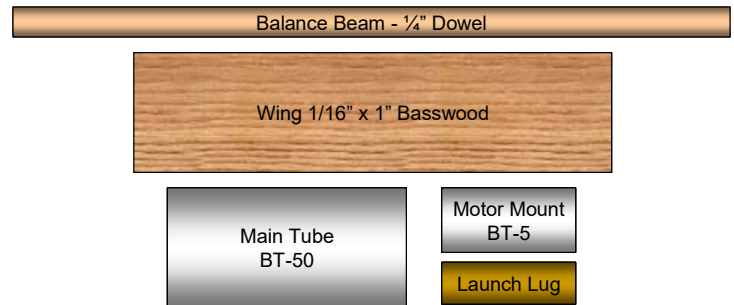 Balance Beam - ¼” Dowel
Wing 1/16” x 1” Basswood
Main Tube
BT-50
Motor Mount
BT-5
Launch Lug